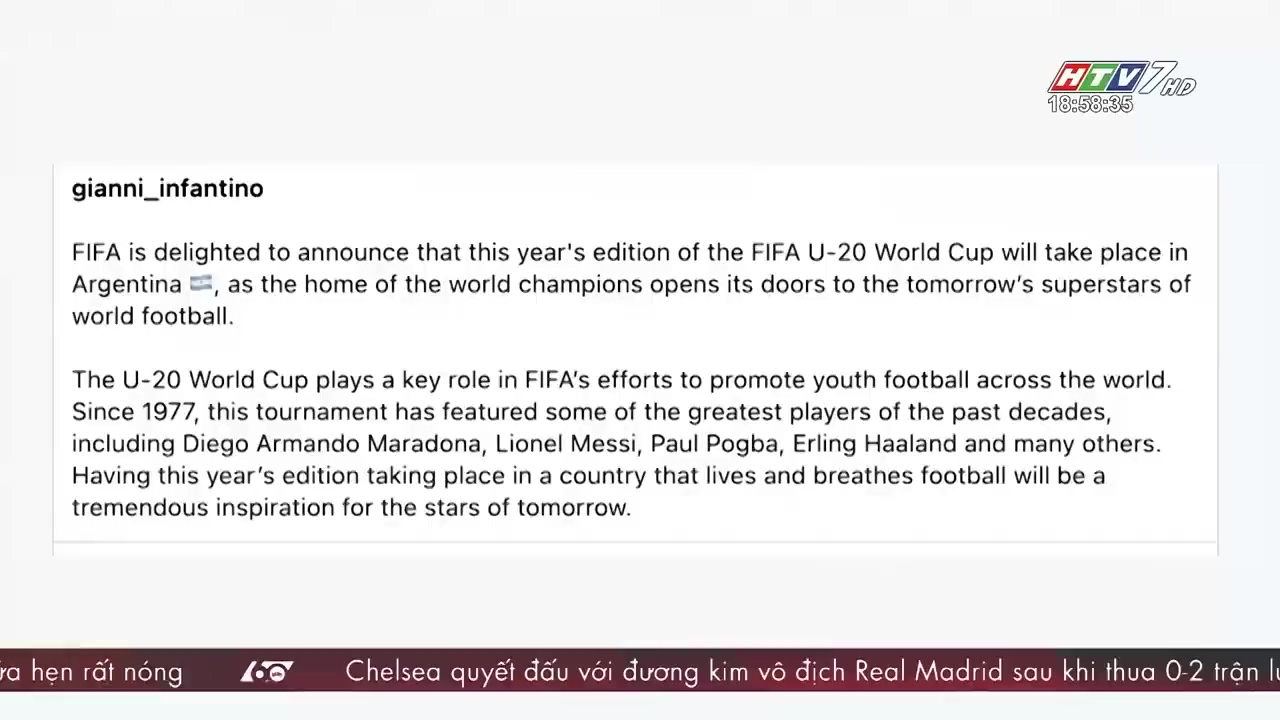 HTV7 HD
18:58:35
gianni_infantino
FIFA is delighted to announce that this year's edition of the FIFA U-20 World Cup will take place in
Argentina 🇦🇷, as the home of the world champions opens its doors to the tomorrow’s superstars of
world football.
The U-20 World Cup plays a key role in FIFA’s efforts to promote youth football across the world.
Since 1977, this tournament has featured some of the greatest players of the past decades,
including Diego Armando Maradona, Lionel Messi, Paul Pogba, Erling Haaland and many others.
Having this year’s edition taking place in a country that lives and breathes football will be a
tremendous inspiration for the stars of tomorrow.
hẹn rất nóng 60 Chelsea quyết đấu với đương kim vô địch Real Madrid sau khi thua 0-2 trận